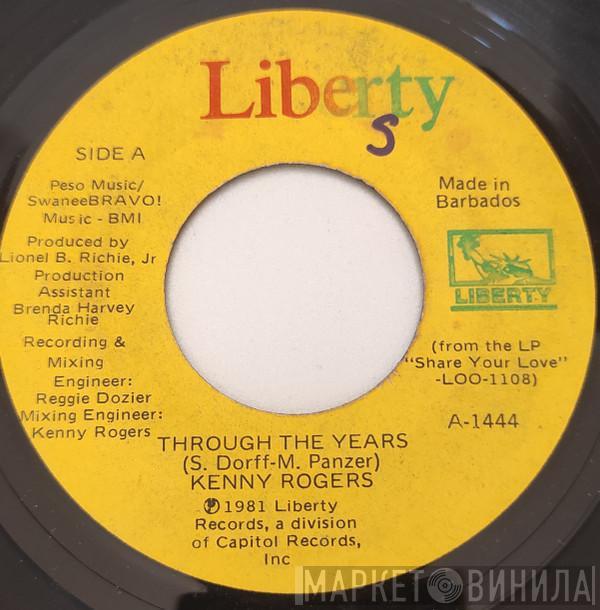 Liberty
S
SIDE A
Peso Music/
SwaneeBRAVO!
Music - BMI
Produced by
Lionel B. Richie, Jr
Production
Assistant
Brenda Harvey
Richie
Recording &
Mixing
Engineer:
Reggie Dozier
Mixing Engineer:
Kenny Rogers
Made in
Barbados
LIBERTY
(from the LP
"Share Your Love"
-LOO-1108)
A-1444
THROUGH THE YEARS
(S. Dorff-M. Panzer)
KENNY ROGERS
℗ 1981 Liberty
Records, a division
of Capitol Records,
Inc
МАРКЕТ ВИНИЛА